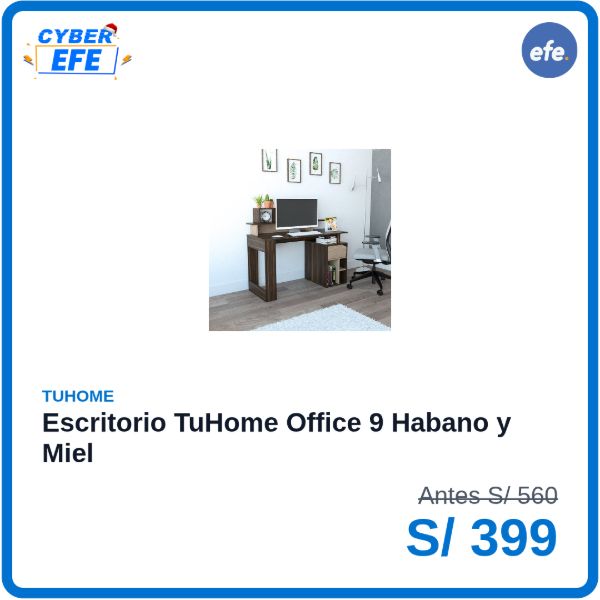 CYBER
EFE
efe.
TUHOME
Escritorio TuHome Office 9 Habano y
Miel
Antes S/ 560
S/ 399